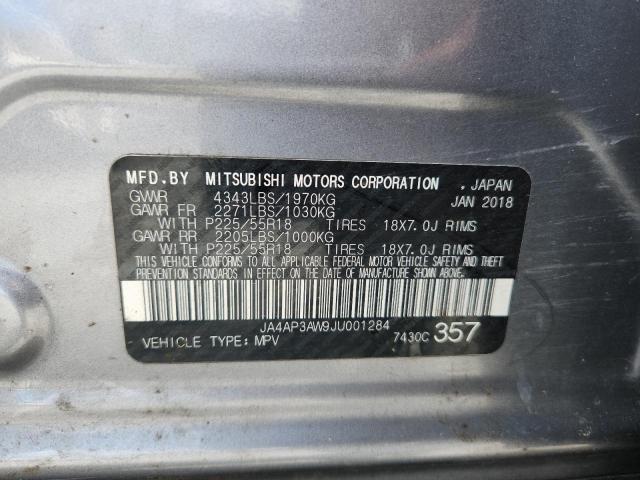 MFD.BY MITSUBISHI MOTORS CORPORATION . JAPAN
GVWR 4343LBS/1970KG JAN 2018
GAWR FR 2271LBS/1030KG
WITH P225/55R18 TIRES 18X7.0J RIMS
GAWR RR 2205LBS/1000KG
WITH P225/55R18 TIRES 18X7.0J RIMS
THIS VEHICLE CONFORMS TO ALL APPLICABLE FEDERAL MOTOR VEHICLE SAFETY AND THEFT
PREVENTION STANDARDS IN EFFECT ON THE DATE OF MANUFACTURE SHOWN ABOVE.
JA4AP3AW9JU001284
VEHICLE TYPE: MPV 7430C 357